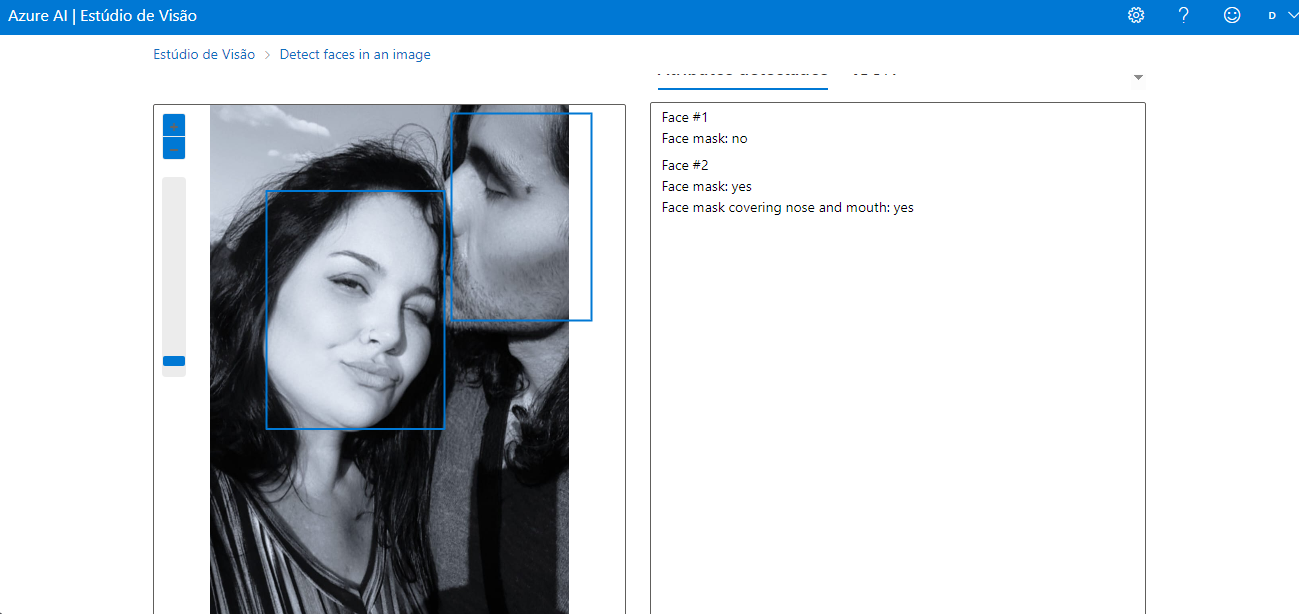 Azure AI | Estúdio de Visão
D
Estúdio de Visão > Detect faces in an image
Face #1
Face mask: no
Face #2
Face mask: yes
Face mask covering nose and mouth: yes